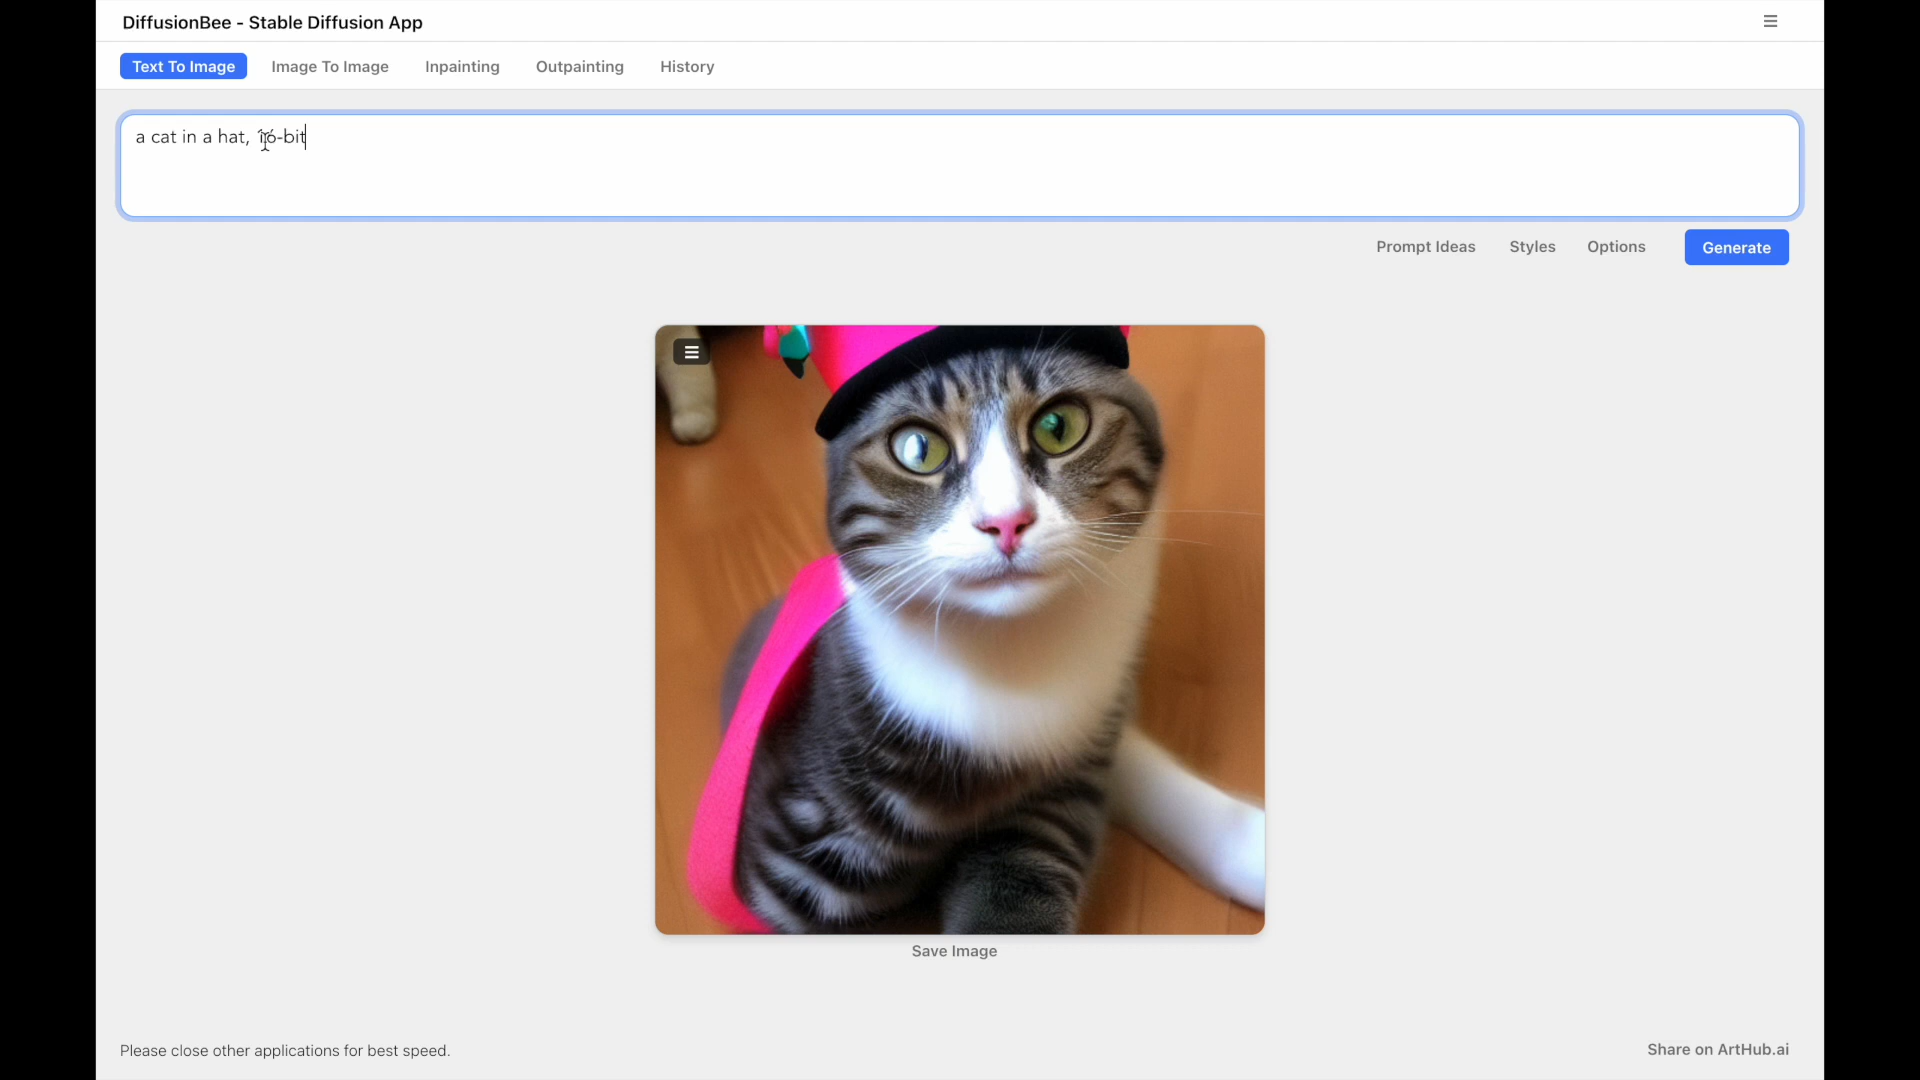 DiffusionBee - Stable Diffusion App
Text To Image Image To Image Inpainting Outpainting History
a cat in a hat, 16-bit
Prompt Ideas Styles Options Generate
Save Image
Please close other applications for best speed.
Share on ArtHub.ai